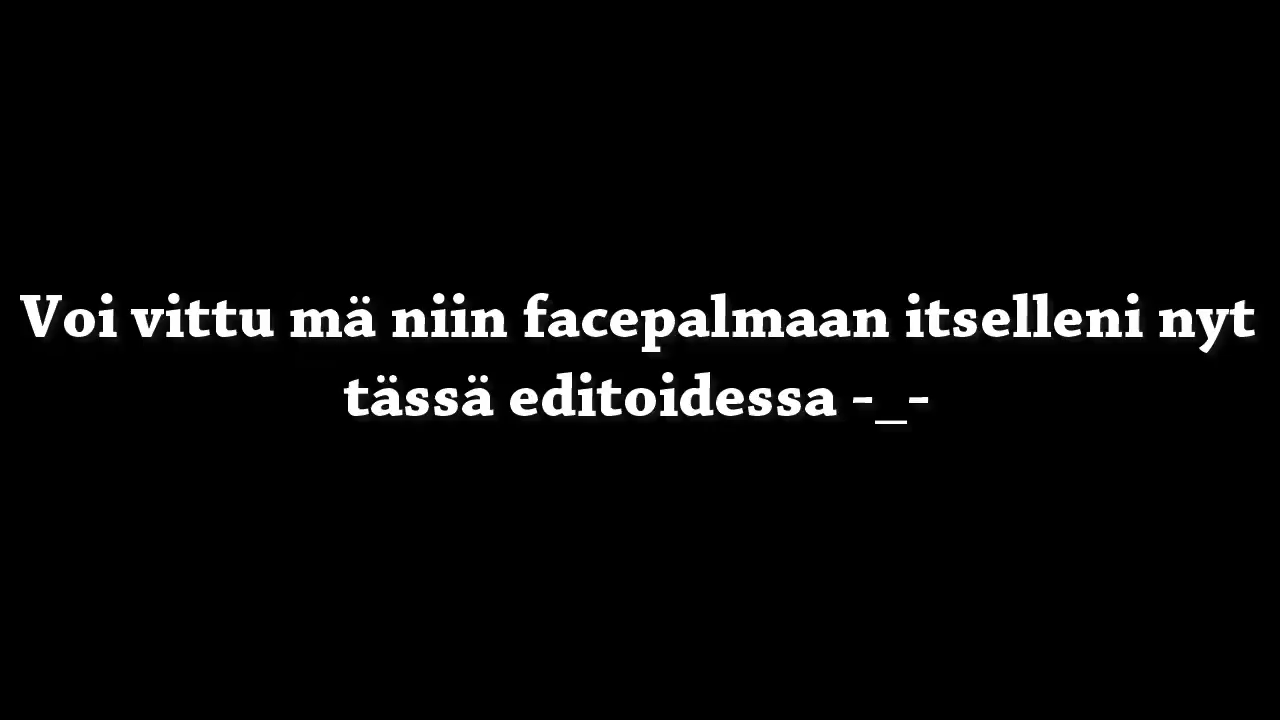 Voi vittu mä niin facepalmaan itselleni nyt
tässä editoidessa -_-